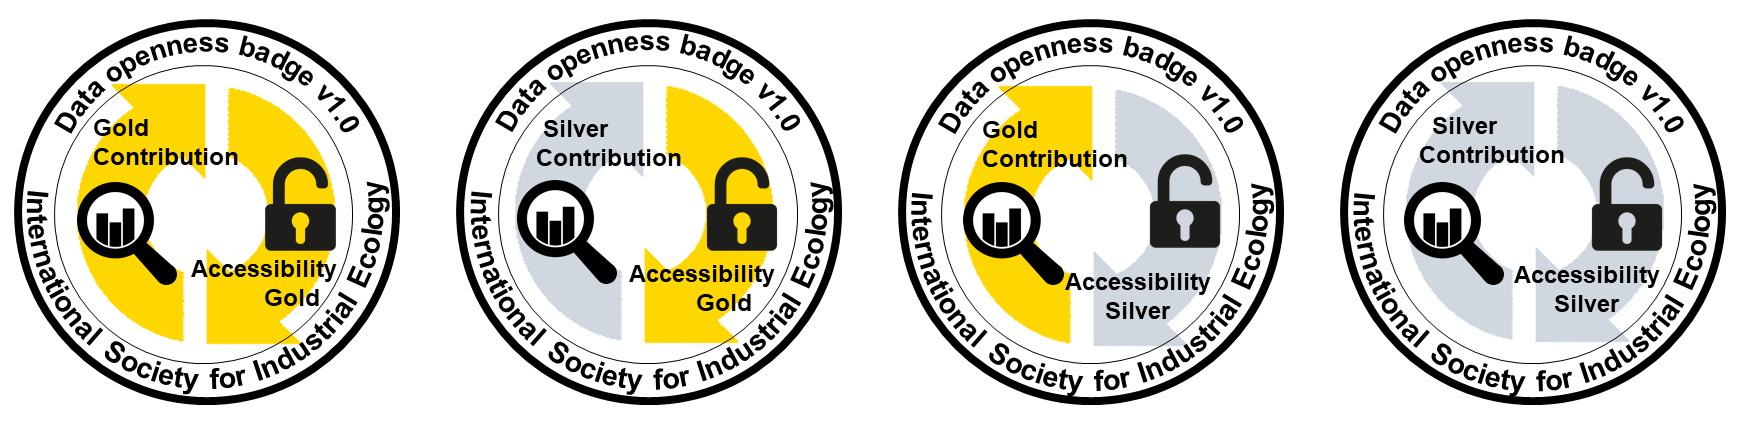 Data openness badge v1.0
Gold
Contribution
Accessibility
Gold
International Society for Industrial Ecology
Data openness badge v1.0
Silver
Contribution
Accessibility
Gold
International Society for Industrial Ecology
Data openness badge v1.0
Gold
Contribution
Accessibility
Silver
International Society for Industrial Ecology
Data openness badge v1.0
Silver
Contribution
Accessibility
Silver
International Society for Industrial Ecology